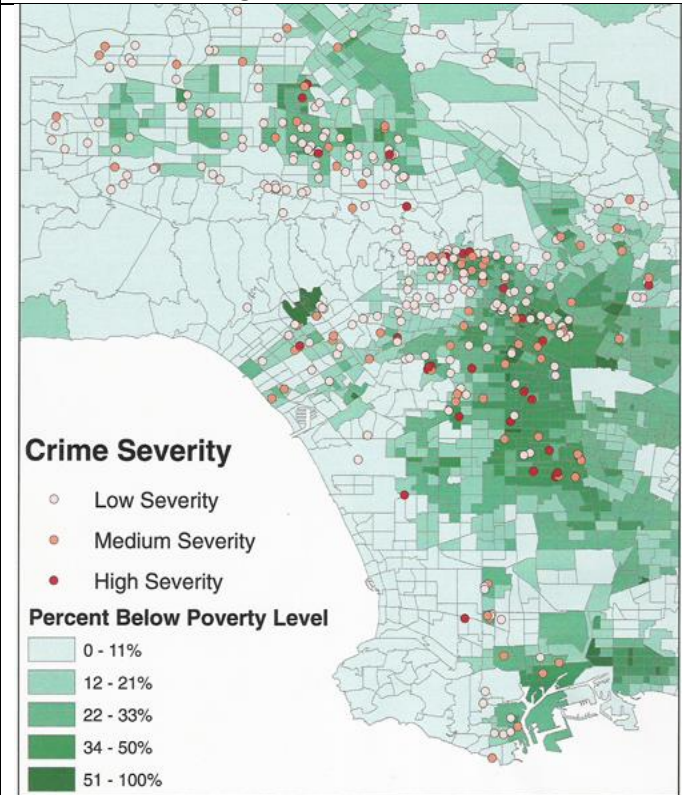 Crime Severity
Low Severity
Medium Severity
High Severity
Percent Below Poverty Level
0 - 11%
12 - 21%
22 - 33%
34 - 50%
51 - 100%